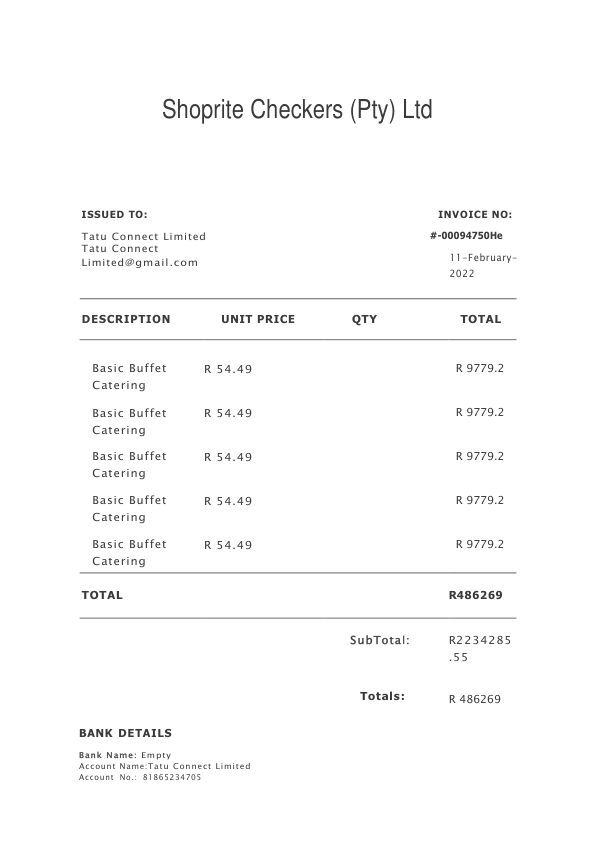 Shoprite Checkers (Pty) Ltd
ISSUED TO:
INVOICE NO:
Tatu Connect Limited
#-00094750He
Tatu Connect
Limited@gmail.com
11-February-
2022
DESCRIPTION UNIT PRICE QTY TOTAL
Basic Buffet R 54.49 R 9779.2
Catering
Basic Buffet R 54.49 R 9779.2
Catering
Basic Buffet R 54.49 R 9779.2
Catering
Basic Buffet R 54.49 R 9779.2
Catering
Basic Buffet R 54.49 R 9779.2
Catering
TOTAL R486269
SubTotal: R2234285
.55
Totals: R 486269
BANK DETAILS
Bank Name: Empty
Account Name:Tatu Connect Limited
Account No.: 81865234705